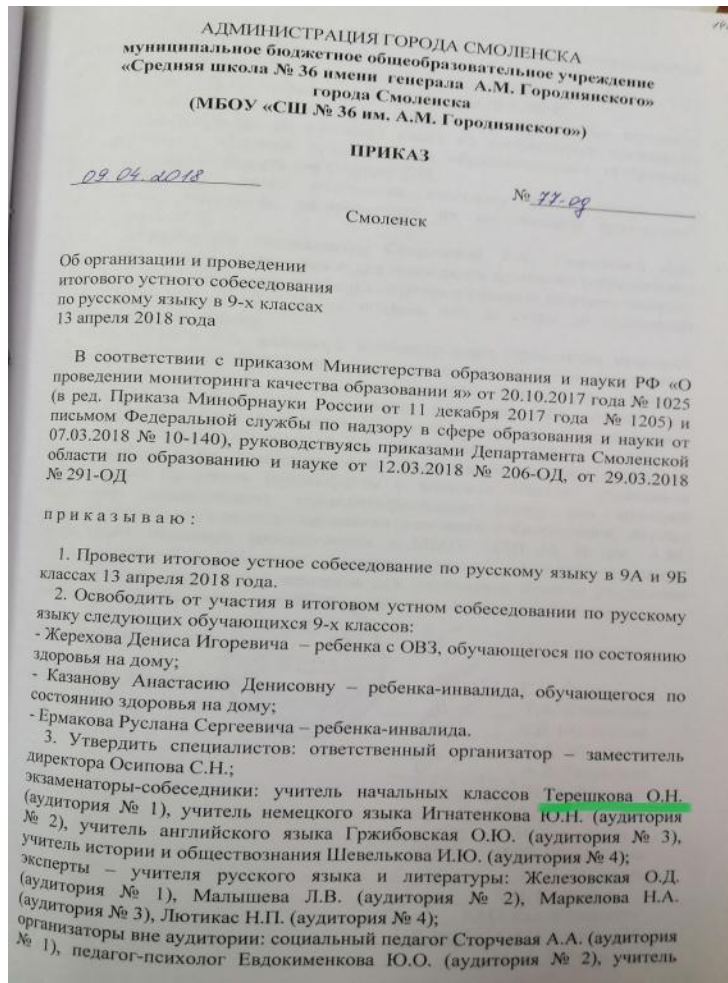 АДМИНИСТРАЦИЯ ГОРОДА СМОЛЕНСКА
муниципальное бюджетное общеобразовательное учреждение
«Средняя школа № 36 имени генерала А.М. Городнянского»
города Смоленска
(МБОУ «СШ № 36 им. А.М. Городнянского»)
ПРИКАЗ
09.04.2018
№ 77-од
Смоленск
Об организации и проведении
итогового устного собеседования
по русскому языку в 9-х классах
13 апреля 2018 года
В соответствии с приказом Министерства образования и науки РФ «О
проведении мониторинга качества образовании я» от 20.10.2017 года № 1025
(в ред. Приказа Минобрнауки России от 11 декабря 2017 года № 1205) и
письмом Федеральной службы по надзору в сфере образования и науки от
07.03.2018 № 10-140), руководствуясь приказами Департамента Смоленской
области по образованию и науке от 12.03.2018 № 206-ОД, от 29.03.2018
№ 291-ОД
п р и к а з ы в а ю :
1. Провести итоговое устное собеседование по русскому языку в 9А и 9Б
классах 13 апреля 2018 года.
2. Освободить от участия в итоговом устном собеседовании по русскому
языку следующих обучающихся 9-х классов:
- Жерехова Дениса Игоревича – ребенка с ОВЗ, обучающегося по состоянию
здоровья на дому;
- Казанову Анастасию Денисовну – ребенка-инвалида, обучающегося по
состоянию здоровья на дому;
- Ермакова Руслана Сергеевича – ребенка-инвалида.
3. Утвердить специалистов: ответственный организатор – заместитель
директора Осипова С.Н.;
экзаменаторы-собеседники: учитель начальных классов Терешкова О.Н.
(аудитория № 1), учитель немецкого языка Игнатенкова Ю.Н. (аудитория
№ 2), учитель английского языка Гржибовская О.Ю. (аудитория № 3),
учитель истории и обществознания Шевелькова И.Ю. (аудитория № 4);
эксперты – учителя русского языка и литературы: Железовская О.Д.
(аудитория № 1), Малышева Л.В. (аудитория № 2), Маркелова Н.А.
(аудитория № 3), Лютикас Н.П. (аудитория № 4);
организаторы вне аудитории: социальный педагог Сторчевая А.А. (аудитория
№ 1), педагог-психолог Евдокименкова Ю.О. (аудитория № 2), учитель